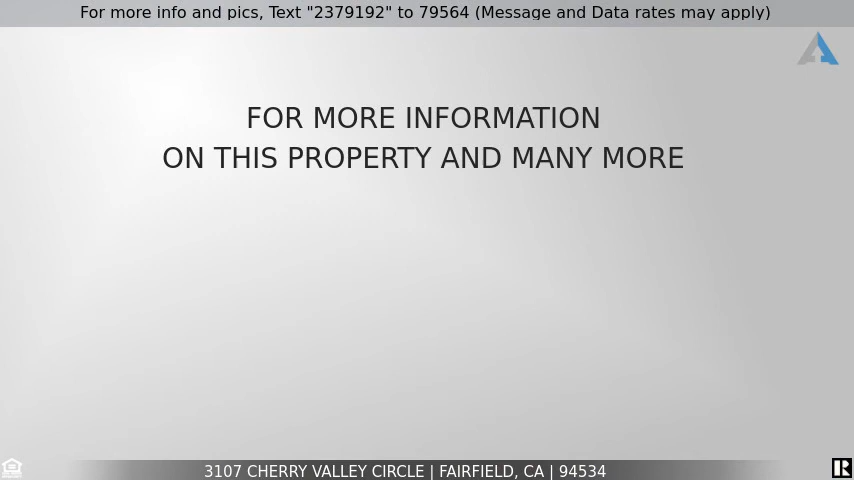 For more info and pics, Text "2379192" to 79564 (Message and Data rates may apply)
FOR MORE INFORMATION
ON THIS PROPERTY AND MANY MORE
3107 CHERRY VALLEY CIRCLE | FAIRFIELD, CA | 94534